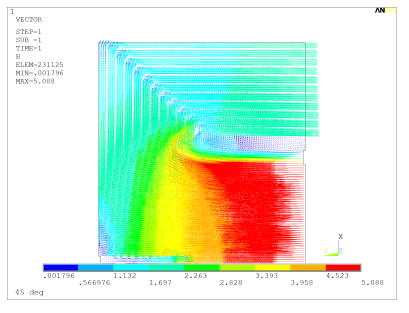 1
VECTOR
STEP=1
SUB =1
TIME=1
B
ELEM=231125
MIN=.001796
MAX=5.088
X
.001796 1.132 2.263 3.393 4.523
.566976 1.697 2.828 3.958 5.088
45 deg